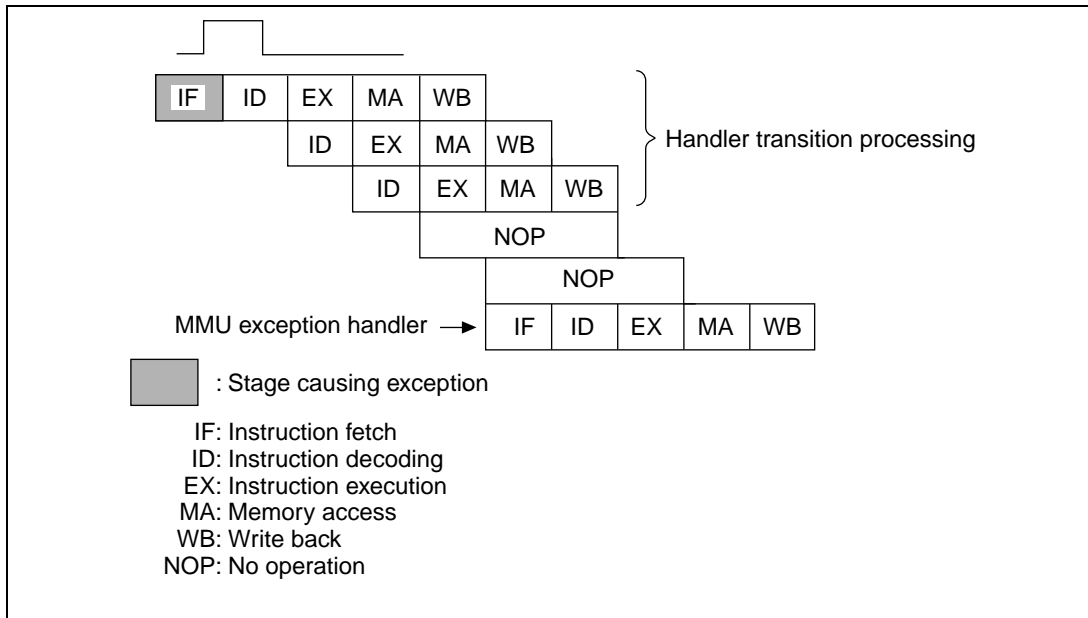 IF ID EX MA WB
ID EX MA WB
Handler transition processing
ID EX MA WB
NOP
NOP
MMU exception handler IF ID EX MA WB
: Stage causing exception
IF: Instruction fetch
ID: Instruction decoding
EX: Instruction execution
MA: Memory access
WB: Write back
NOP: No operation